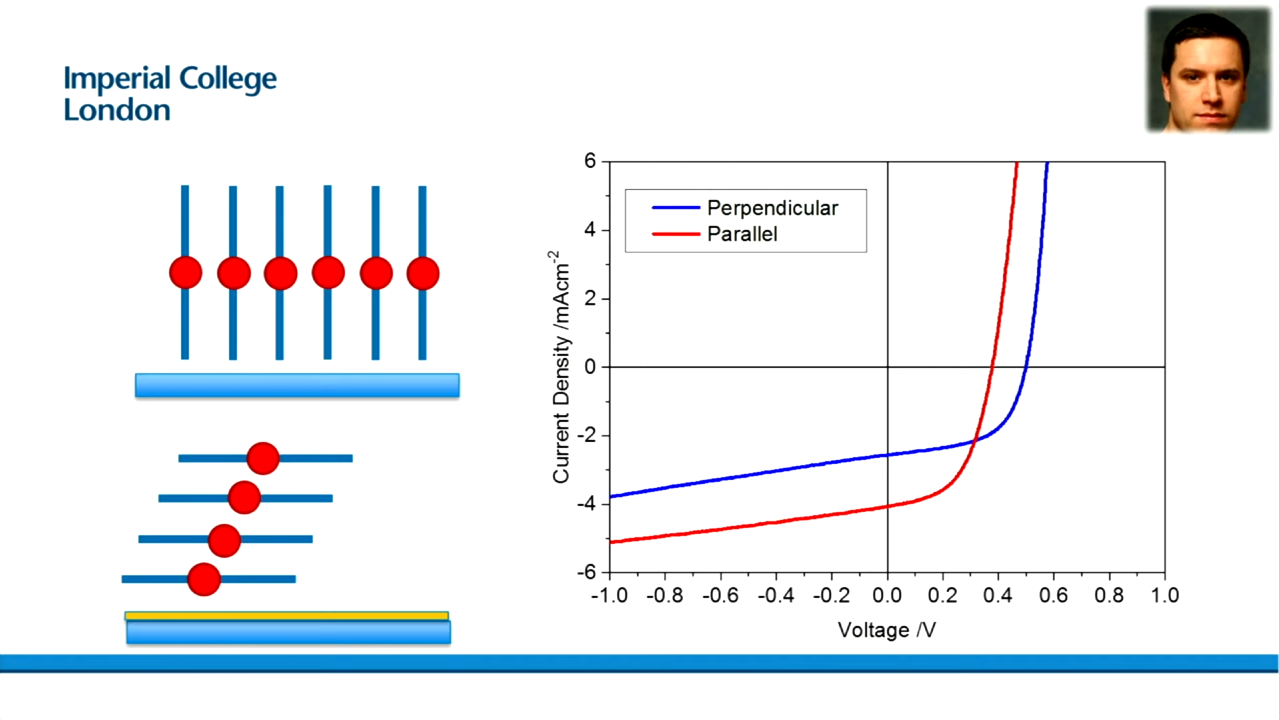 Imperial College
London
6
4
2
0
-2
-4
-6
Current Density /mAcm-2
Perpendicular
Parallel
-1.0 -0.8 -0.6 -0.4 -0.2 0.0 0.2 0.4 0.6 0.8 1.0
Voltage /V